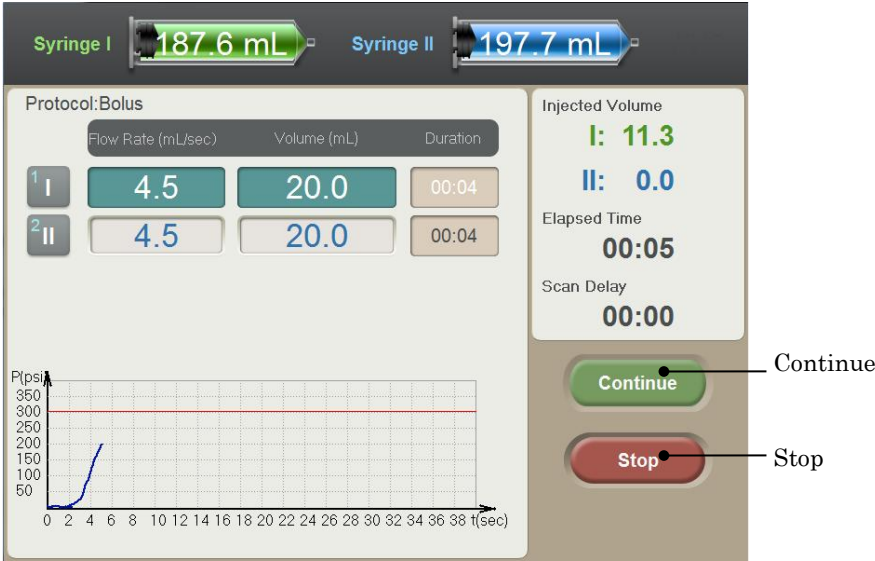 Syringe I 187.6 mL Syringe II 197.7 mL
Protocol:Bolus
Flow Rate (mL/sec) Volume (mL) Duration
1 I 4.5 20.0 00:04
2 II 4.5 20.0 00:04
Injected Volume
I: 11.3
II: 0.0
Elapsed Time
00:05
Scan Delay
00:00
P(psi)
350
300
250
200
150
100
50
0 2 4 6 8 10 12 14 16 18 20 22 24 26 28 30 32 34 36 38 t(sec)
Continue
Continue
Stop
Stop